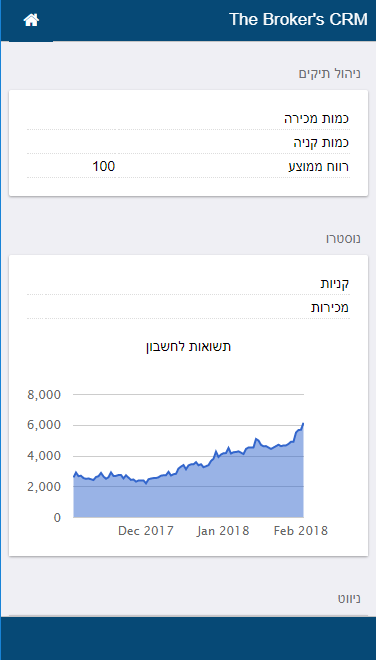 The Broker's CRM
ניהול תיקים
כמות מכירה
כמות קניה
רווח ממוצע 100
נוסטרו
קניות
מכירות
תשואות לחשבון
8,000
6,000
4,000
2,000
0
Dec 2017 Jan 2018 Feb 2018
ניווט